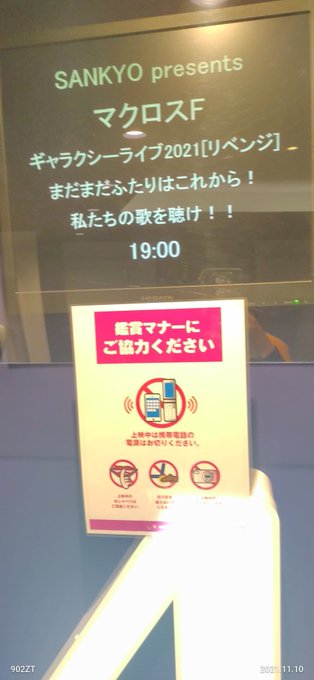 SANKYO presents
マクロスF
ギャラクシーライブ2021[リベンジ]
まだまだふたりはこれから!
私たちの歌を聴け!!
19:00
鑑賞マナーに
ご協力ください
上映中は携帯電話の
電源はお切りください。
902ZT
2021.11.10